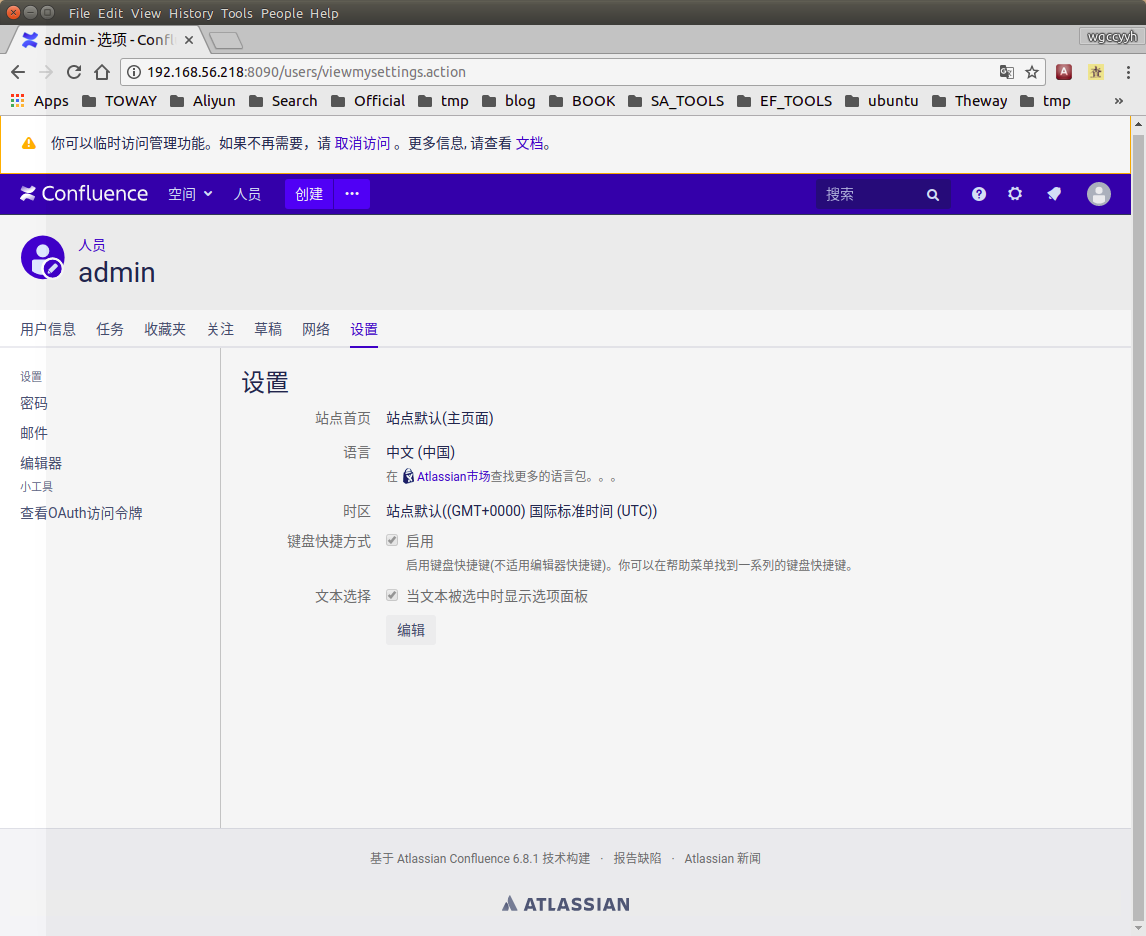 File Edit View History Tools People Help
admin - 选项 - Confl
wgccyyh
192.168.56.218:8090/users/viewmysettings.action
Apps TOWAY Aliyun Search Official tmp blog BOOK SA_TOOLS EF_TOOLS ubuntu Theway tmp »
你可以临时访问管理功能。如果不再需要，请 取消访问 。更多信息, 请查看 文档。
Confluence 空间 人员 创建 ··· 搜索
人员
admin
用户信息 任务 收藏夹 关注 草稿 网络 设置
设置
密码
邮件
编辑器
小工具
查看OAuth访问令牌
设置
站点首页 站点默认(主页面)
语言 中文 (中国)
在 Atlassian市场查找更多的语言包。。。
时区 站点默认((GMT+0000) 国际标准时间 (UTC))
键盘快捷方式 启用
启用键盘快捷键(不适用编辑器快捷键)。你可以在帮助菜单找到一系列的键盘快捷键。
文本选择 当文本被选中时显示选项面板
编辑
基于 Atlassian Confluence 6.8.1 技术构建 · 报告缺陷 · Atlassian 新闻
ATLASSIAN